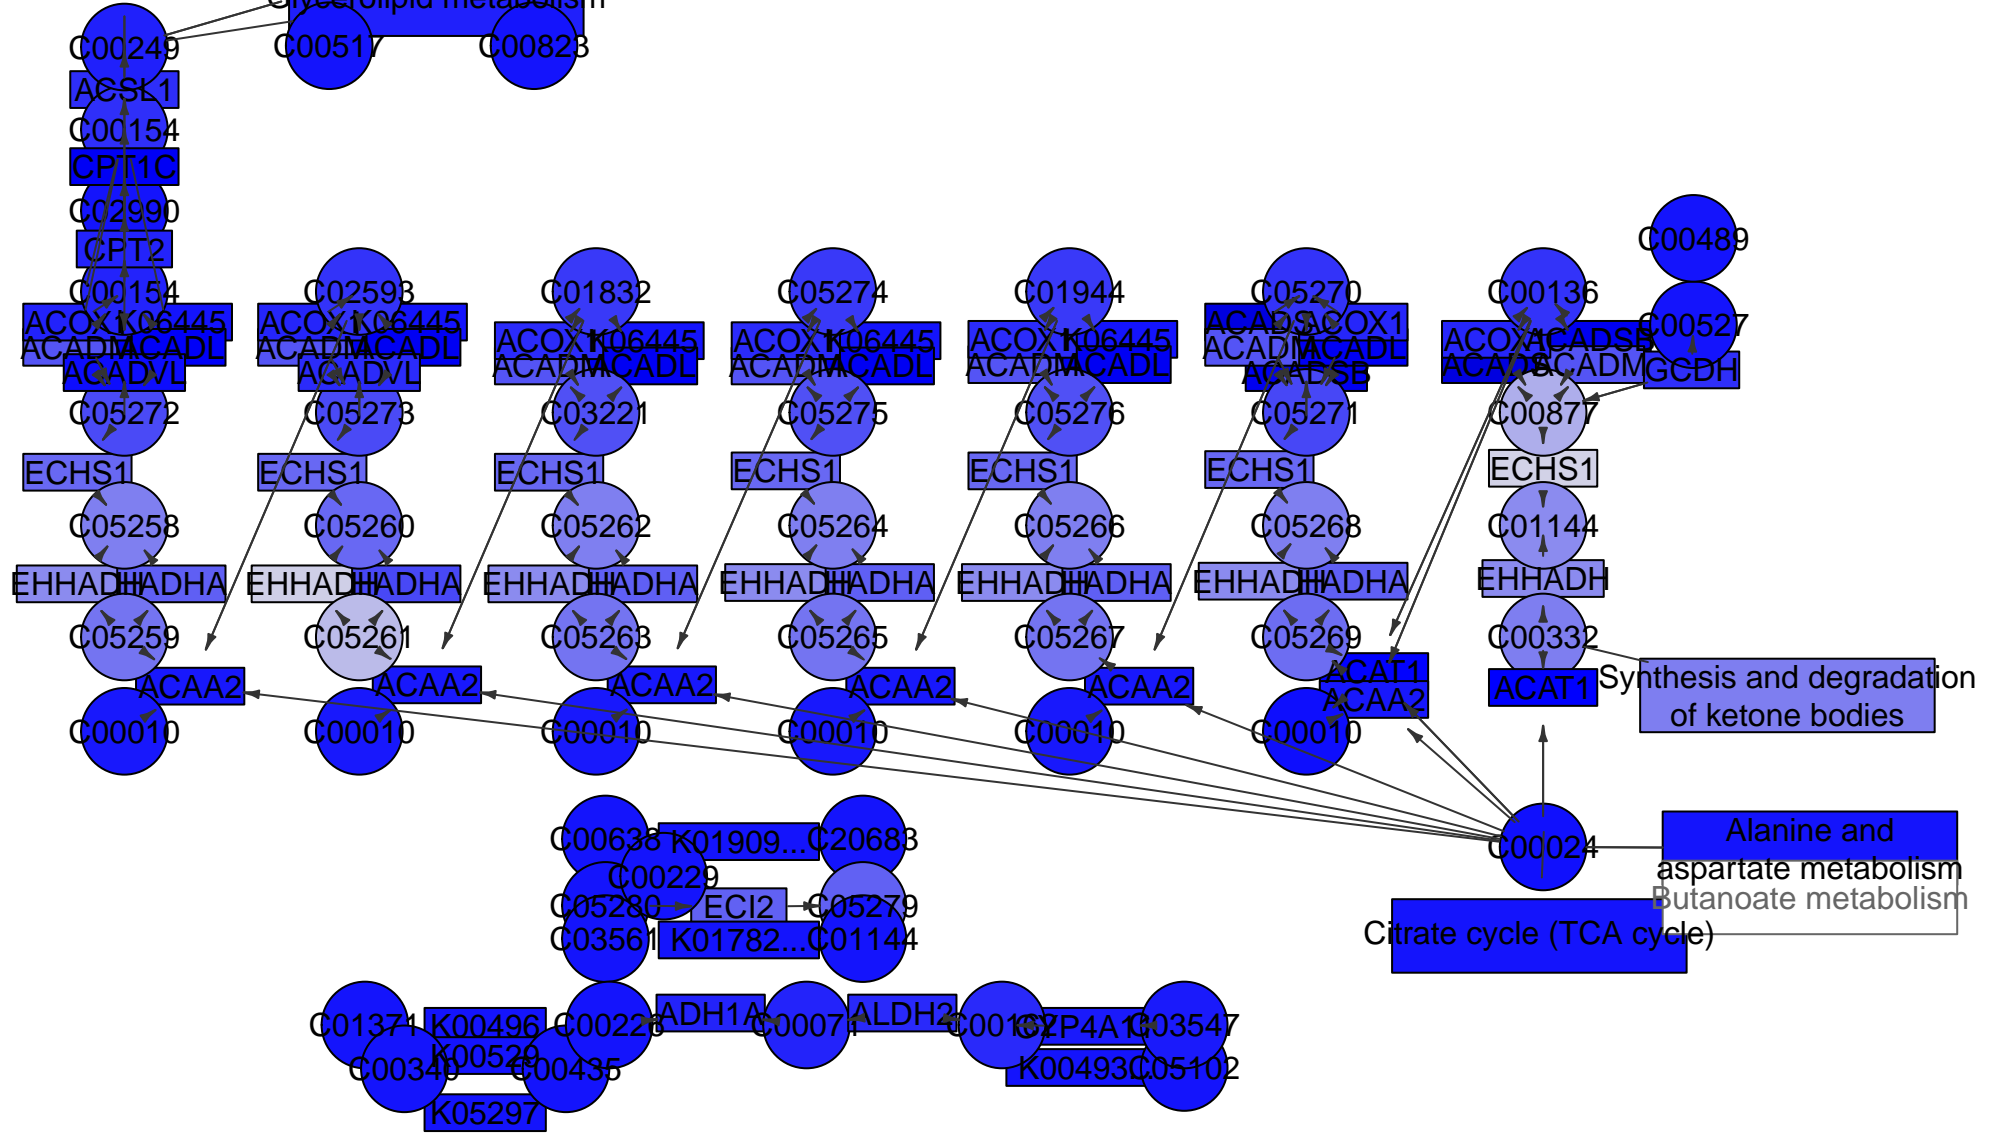 Glycerolipid metabolism
C00249
C00517
C00823
ACSL1
C00154
CPT1C
C02990
CPT2
C00489
C00154
C02593
C01832
C05274
C01944
C05270
C00136
C00527
ACOX1
K06445
ACOX1
K06445
ACOX1
K06445
ACOX1
K06445
ACOX1
K06445
ACADS
ACOX1
ACOX1
ACADSB
ACADM
ACADL
ACADM
ACADL
ACADM
ACADL
ACADM
ACADL
ACADM
ACADL
ACADM
ACADL
ACADS
ACADM
GCDH
ACADVL
ACADVL
ACADSB
C05272
C05273
C03221
C05275
C05276
C05271
C00877
ECHS1
ECHS1
ECHS1
ECHS1
ECHS1
ECHS1
ECHS1
C05258
C05260
C05262
C05264
C05266
C05268
C01144
EHHADH
HADHA
EHHADH
HADHA
EHHADH
HADHA
EHHADH
HADHA
EHHADH
HADHA
EHHADH
HADHA
EHHADH
C05259
C05261
C05263
C05265
C05267
C05269
C00332
ACAA2
ACAA2
ACAA2
ACAA2
ACAA2
ACAT1
ACAA2
ACAT1
Synthesis and degradation
of ketone bodies
C00010
C00010
C00010
C00010
C00010
C00010
C00638
K01909...
C20683
C00229
C05280
ECI2
C05279
C03561
K01782...
C01144
C00024
Alanine and
aspartate metabolism
Butanoate metabolism
Citrate cycle (TCA cycle)
C01371
K00496
C00226
ADH1A
C00071
ALDH2
C00162
CYP4A11
C03547
K00529
C00340
C00435
K00493...
C05102
K05297